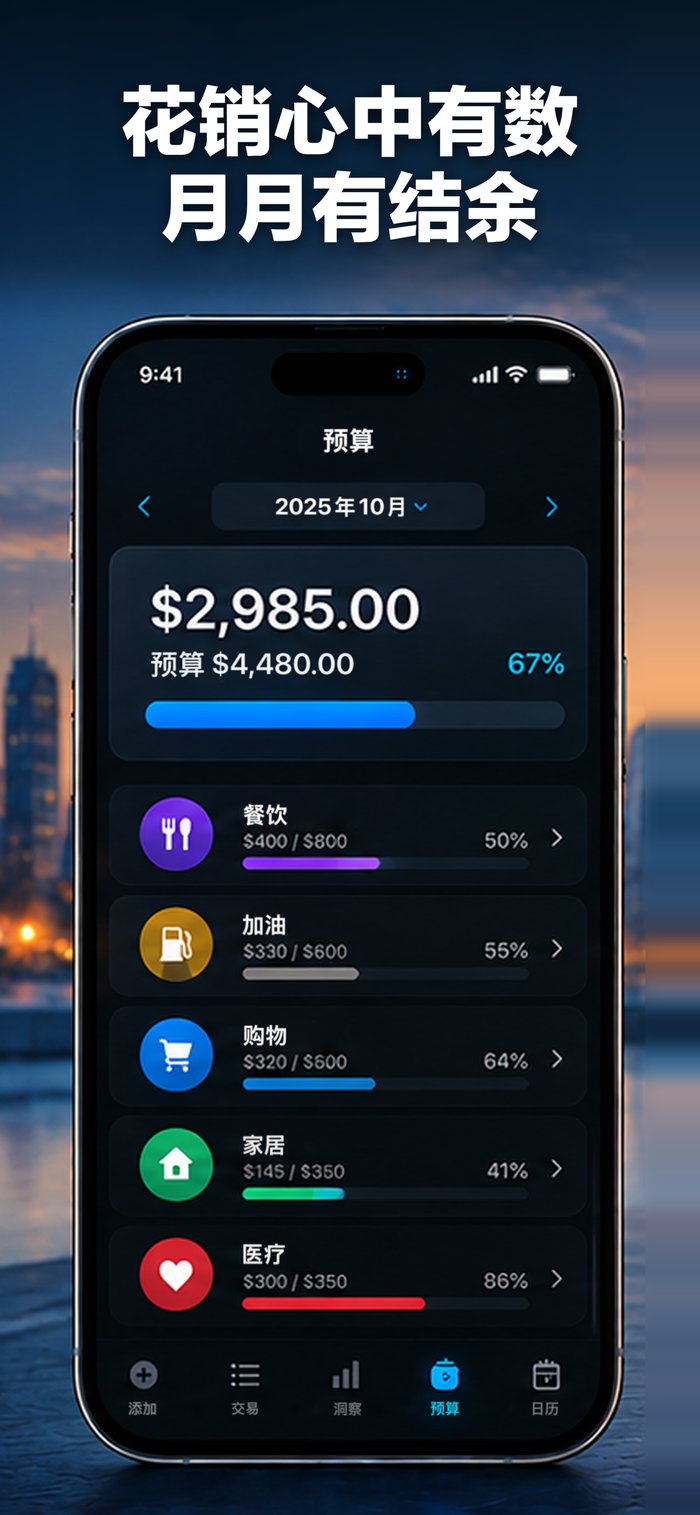 花销心中有数
月月有结余
9:41
预算
2025年10月
$2,985.00
预算 $4,480.00
67%
餐饮
$400 / $800
50%
加油
$330 / $600
55%
购物
$320 / $600
64%
家居
$145 / $350
41%
医疗
$300 / $350
86%
添加
交易
洞察
预算
日历